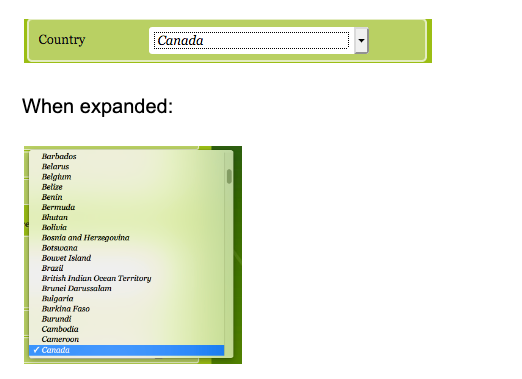 Country Canada
When expanded:
Barbados
Belarus
Belgium
Belize
Benin
Bermuda
Bhutan
Bolivia
Bosnia and Herzegovina
Botswana
Bouvet Island
Brazil
British Indian Ocean Territory
Brunei Darussalam
Bulgaria
Burkina Faso
Burundi
Cambodia
Cameroon
✓ Canada